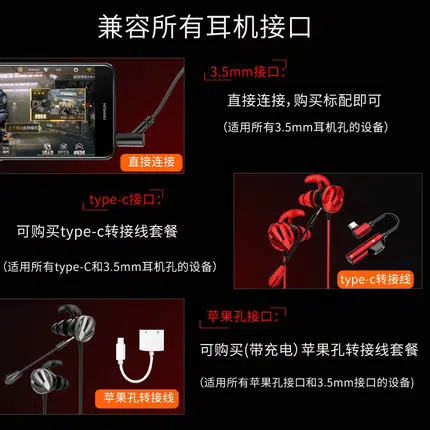 兼容所有耳机接口
3.5mm接口:
直接连接,购买标配即可
(适用所有3.5mm耳机孔的设备)
HUAWEI
直接连接
type-c接口:
可购买type-c转接线套餐
(适用所有type-C和3.5mm耳机孔的设备)
type-c转接线
苹果孔接口:
可购买(带充电)苹果孔转接线套餐
(适用所有苹果孔接口和3.5mm接口的设备)
苹果孔转接线